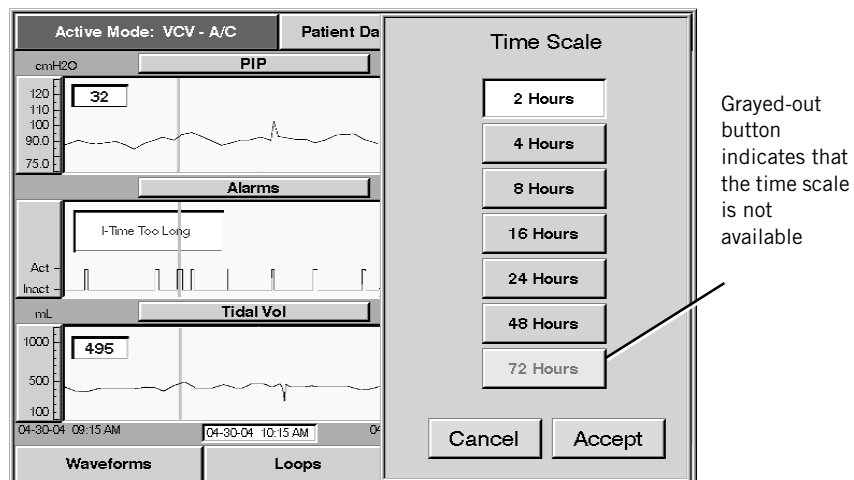 Active Mode: VCV - A/C
Patient Da
cmH2O
PIP
120
110
100
90.0
75.0
32
Alarms
I-Time Too Long
Act
Inact
mL
Tidal Vol
1000
500
100
495
04-30-04 09:15 AM
04-30-04 10:15 AM
04
Waveforms
Loops
Time Scale
2 Hours
4 Hours
8 Hours
16 Hours
24 Hours
48 Hours
72 Hours
Cancel
Accept
Grayed-out
button
indicates that
the time scale
is not
available